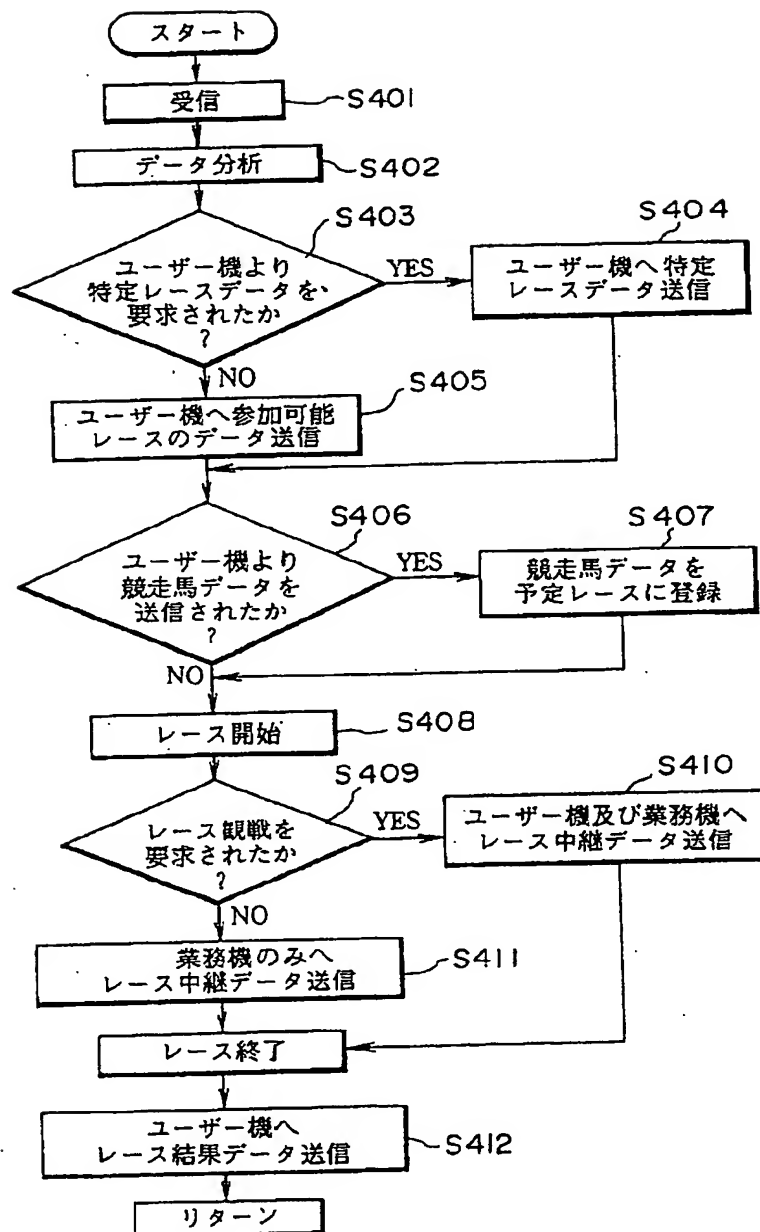 スタート
受信
S401
データ分析
S402
S403
ユーザー機より
特定レースデータを、
要求されたか
?
YES
S404
ユーザー機へ特定
レースデータ送信
NO
S405
ユーザー機へ参加可能
レースのデータ送信
S406
ユーザー機より
競走馬データを
送信されたか
?
YES
S407
競走馬データを
予定レースに登録
NO
レース開始
S408
S409
レース観戦を
要求されたか
?
YES
S410
ユーザー機及び業務機へ
レース中継データ送信
NO
業務機のみへ
レース中継データ送信
S411
レース終了
ユーザー機へ
レース結果データ送信
S412
リターン